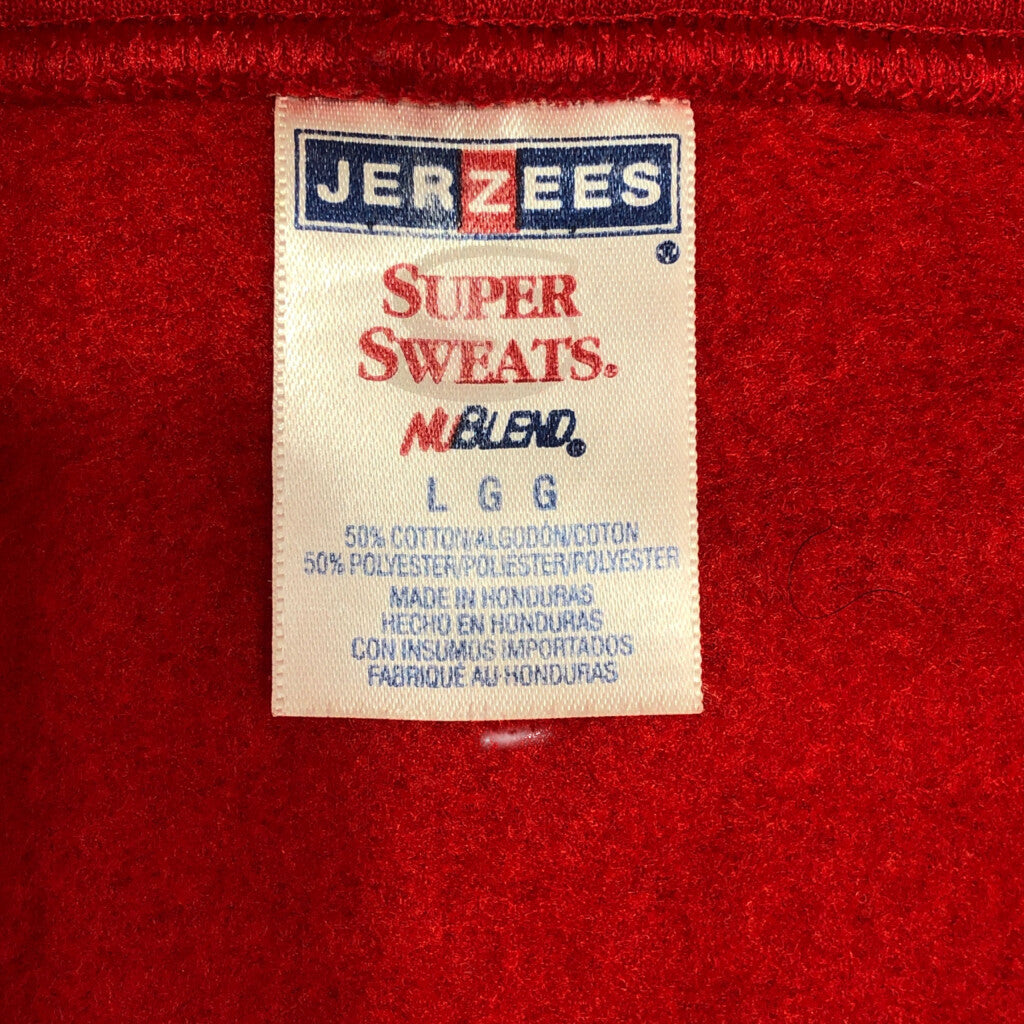 JERZEES
®
SUPER
SWEATS®
NUBLEND®
L G G
50% COTTON/ALGODÓN/COTON
50% POLYESTER/POLIESTER/POLYESTER
MADE IN HONDURAS
HECHO EN HONDURAS
CON INSUMOS IMPORTADOS
FABRIQUÉ AU HONDURAS